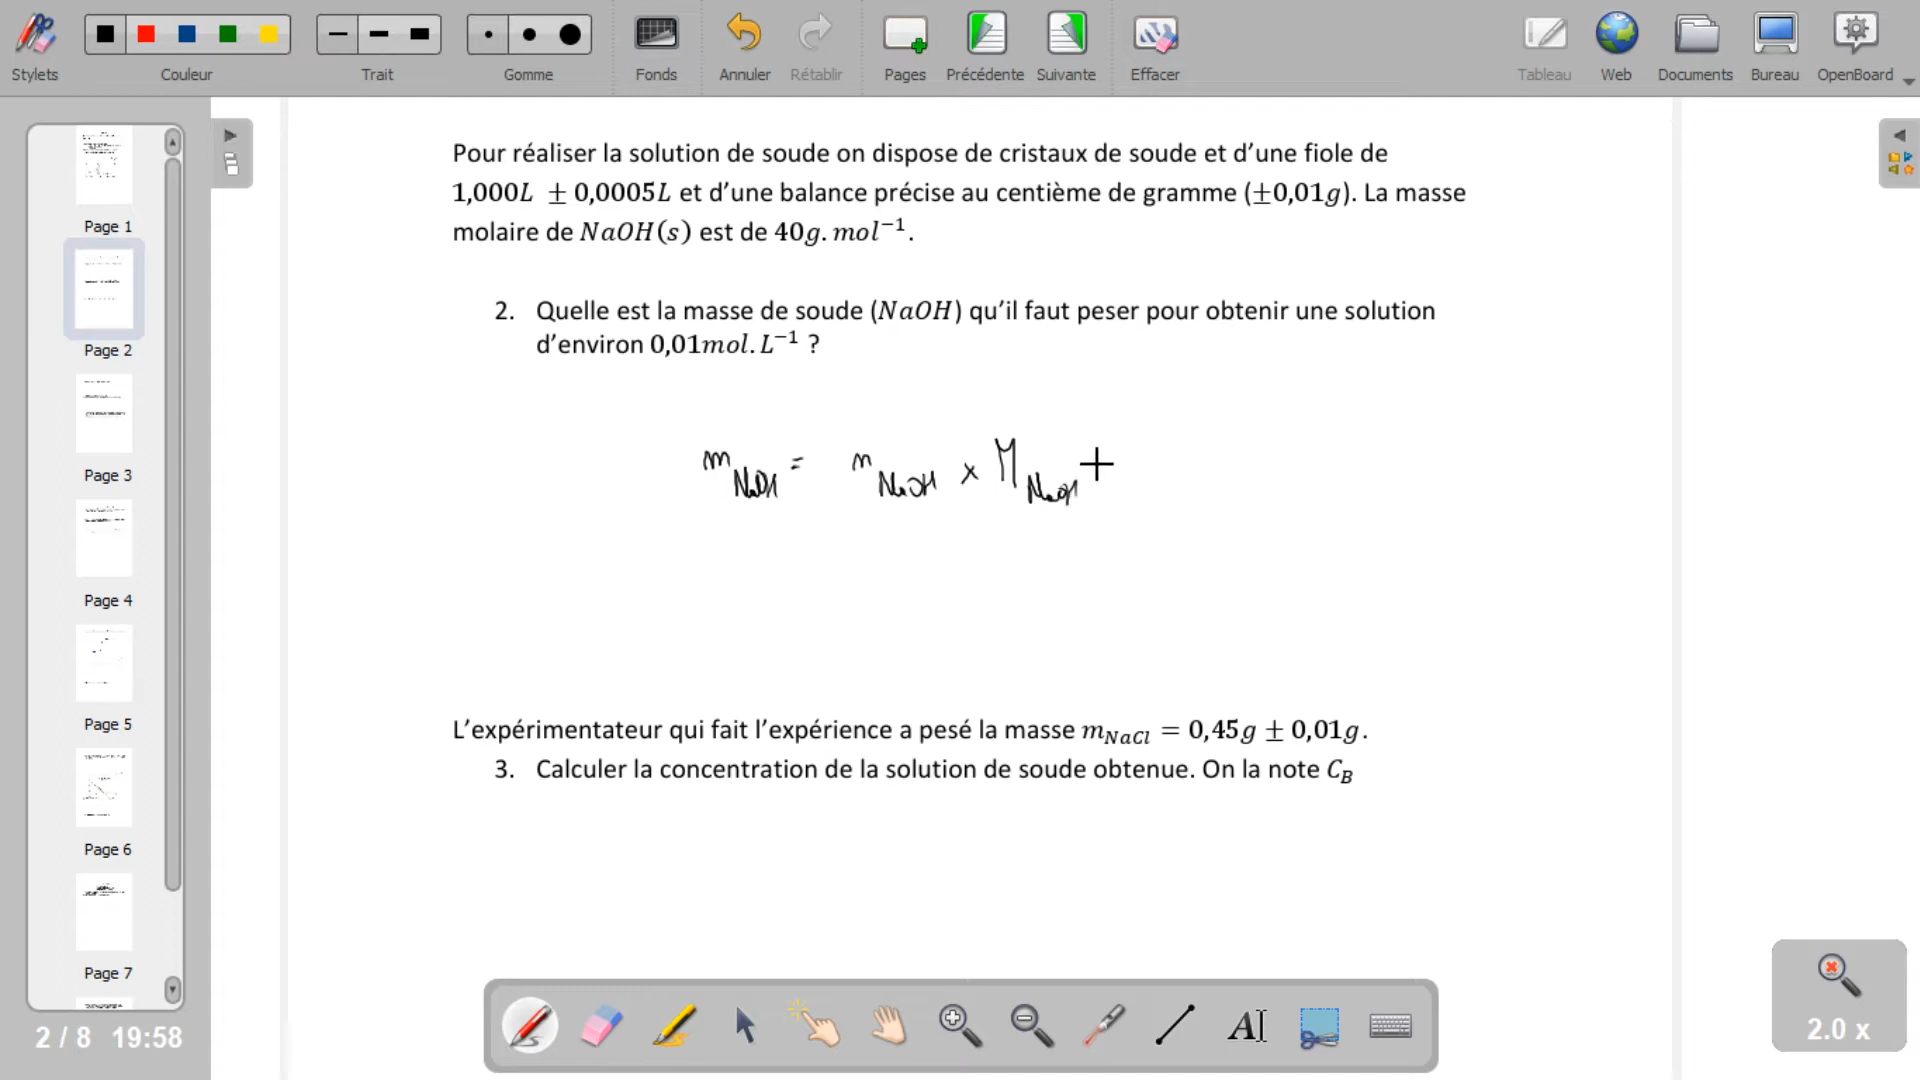 Stylets Couleur Trait Gomme Fonds Annuler Rétablir Pages Précédente Suivante Effacer Tableau Web Documents Bureau OpenBoard
Page 1
Page 2
Page 3
Page 4
Page 5
Page 6
Page 7
2 / 8 19:58
Pour réaliser la solution de soude on dispose de cristaux de soude et d’une fiole de
1,000L ± 0,0005L et d’une balance précise au centième de gramme (±0,01g). La masse
molaire de NaOH(s) est de 40g.mol⁻¹.
2. Quelle est la masse de soude (NaOH) qu’il faut peser pour obtenir une solution
d’environ 0,01mol.L⁻¹ ?
m_NaOH = n_NaOH × M_NaOH
L’expérimentateur qui fait l’expérience a pesé la masse m_NaCl = 0,45g ± 0,01g.
3. Calculer la concentration de la solution de soude obtenue. On la note C_B
AI
2.0 x